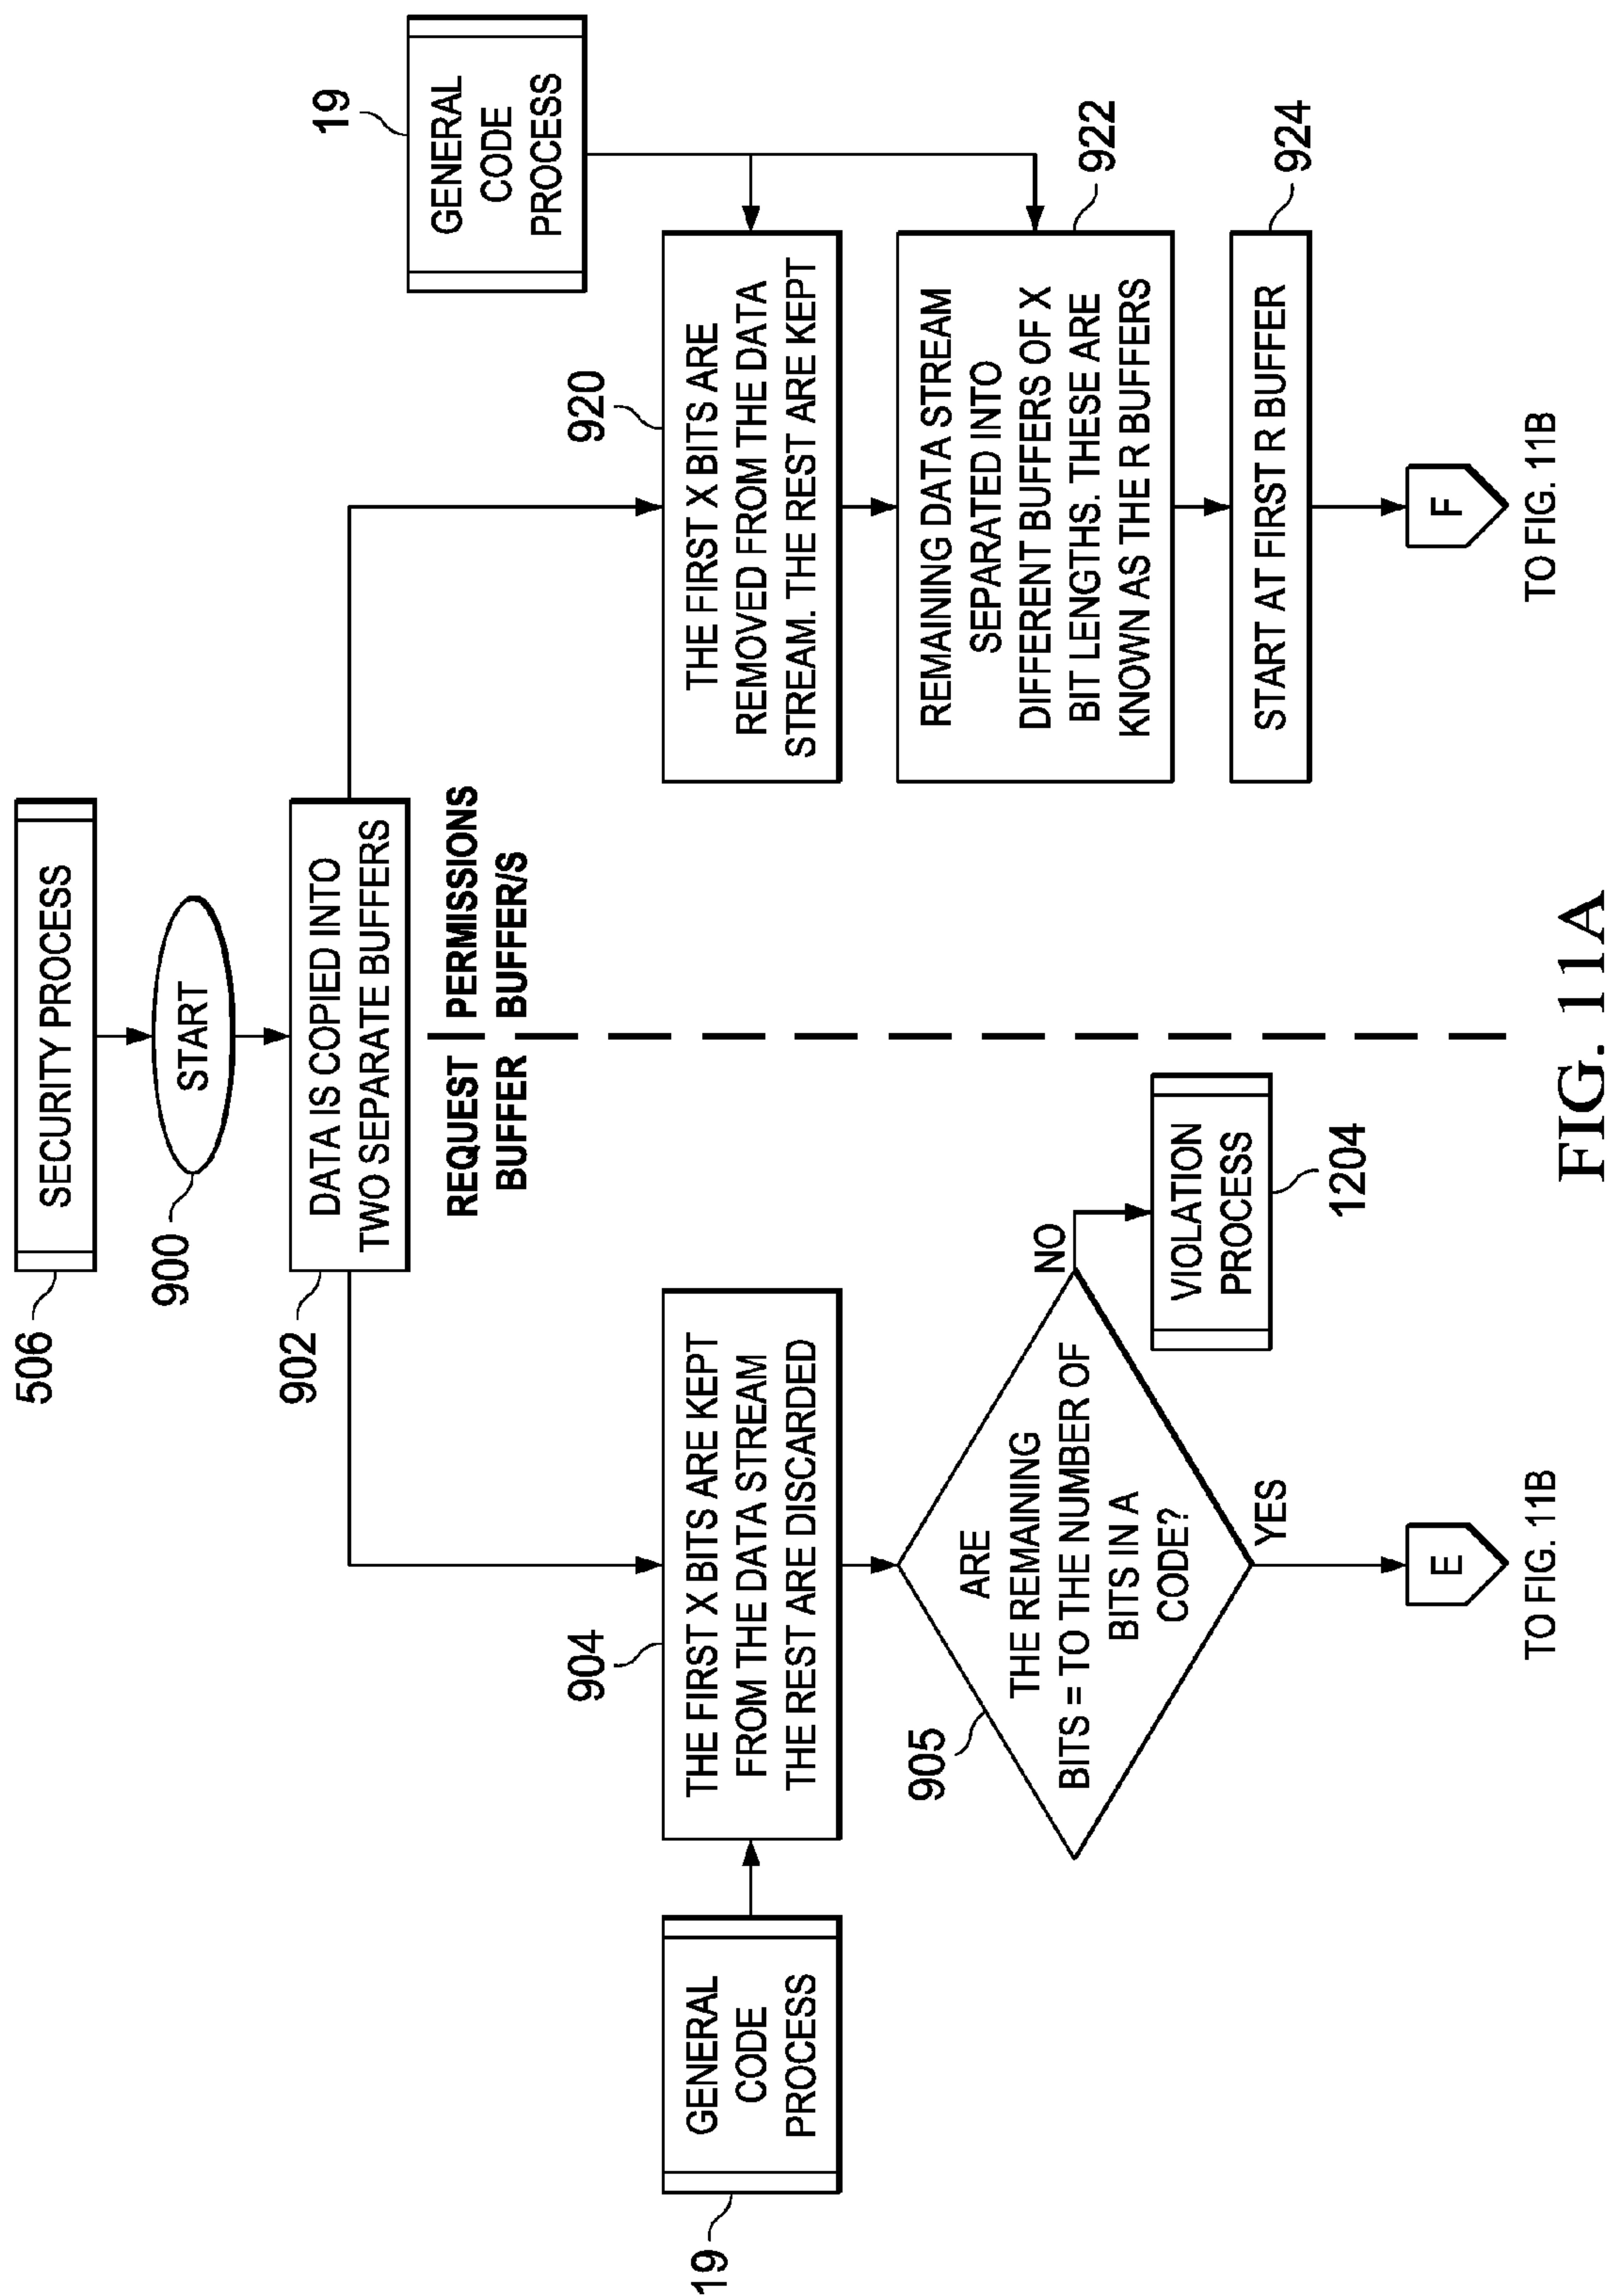 506
SECURITY PROCESS
900
START
902
DATA IS COPIED INTO
TWO SEPARATE BUFFERS
REQUEST
BUFFER
PERMISSIONS
BUFFER/S
19
GENERAL
CODE
PROCESS
904
THE FIRST X BITS ARE KEPT
FROM THE DATA STREAM
THE REST ARE DISCARDED
905
ARE
THE REMAINING
BITS = TO THE NUMBER OF
BITS IN A
CODE?
NO
VIOLATION
PROCESS
1204
YES
E
TO FIG. 11B
19
GENERAL
CODE
PROCESS
920
THE FIRST X BITS ARE
REMOVED FROM THE DATA
STREAM. THE REST ARE KEPT
REMAINING DATA STREAM
SEPARATED INTO
DIFFERENT BUFFERS OF X
BIT LENGTHS. THESE ARE
KNOWN AS THE R BUFFERS
922
START AT FIRST R BUFFER
924
F
TO FIG. 11B
FIG. 11A